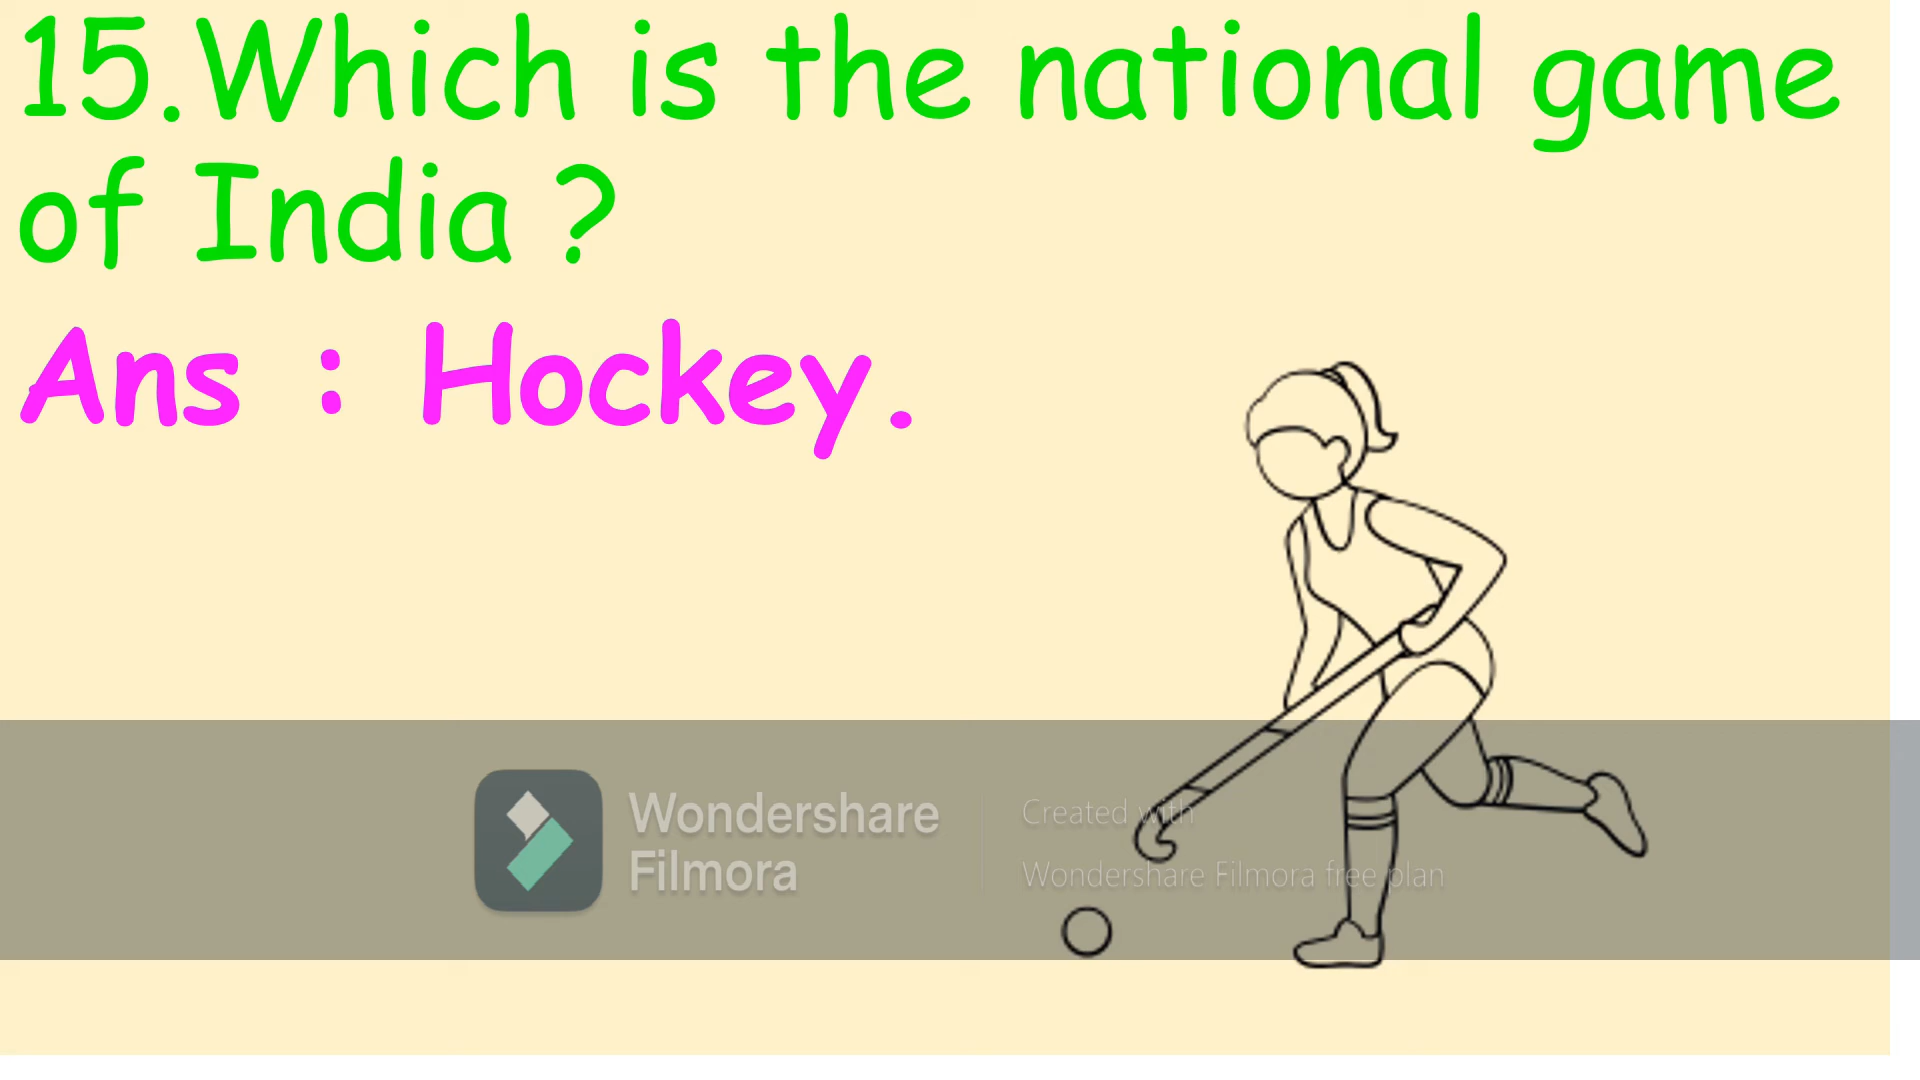 15.Which is the national game
of India ?
Ans : Hockey.
Wondershare
Filmora
Created with
Wondershare Filmora free plan